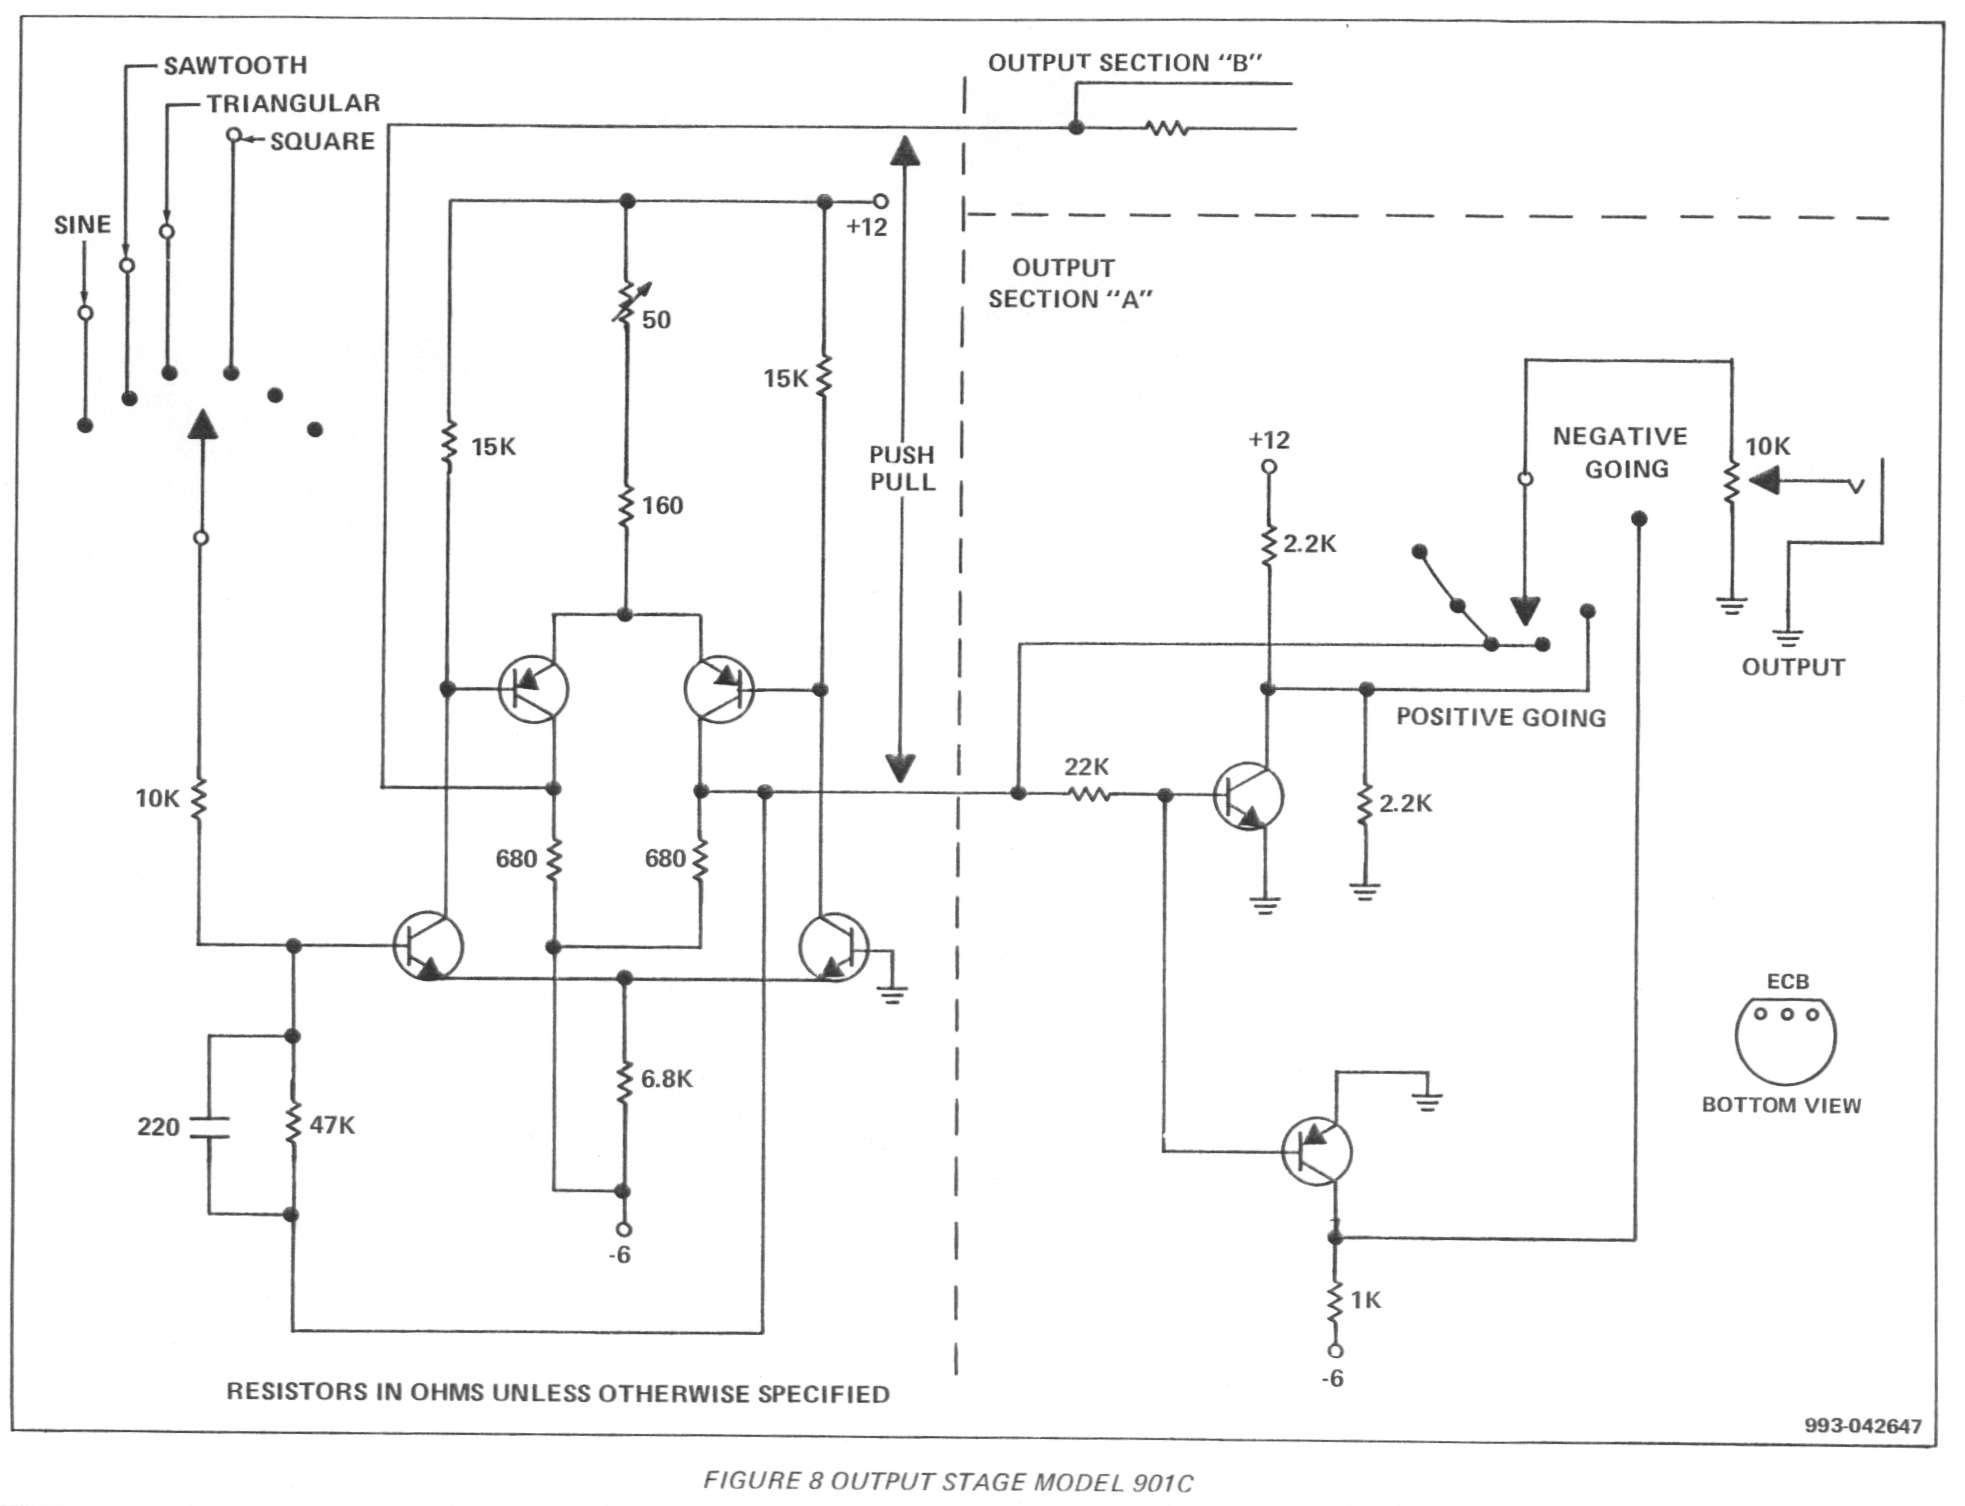 SAWTOOTH
TRIANGULAR
SQUARE
SINE
OUTPUT SECTION "B"
+12
OUTPUT
SECTION "A"
50
15K
15K
160
PUSH
PULL
+12
2.2K
NEGATIVE
GOING
10K
OUTPUT
POSITIVE GOING
10K
22K
2.2K
680
680
ECB
BOTTOM VIEW
6.8K
220
47K
-6
1K
-6
RESISTORS IN OHMS UNLESS OTHERWISE SPECIFIED
993-042647
FIGURE 8 OUTPUT STAGE MODEL 901C